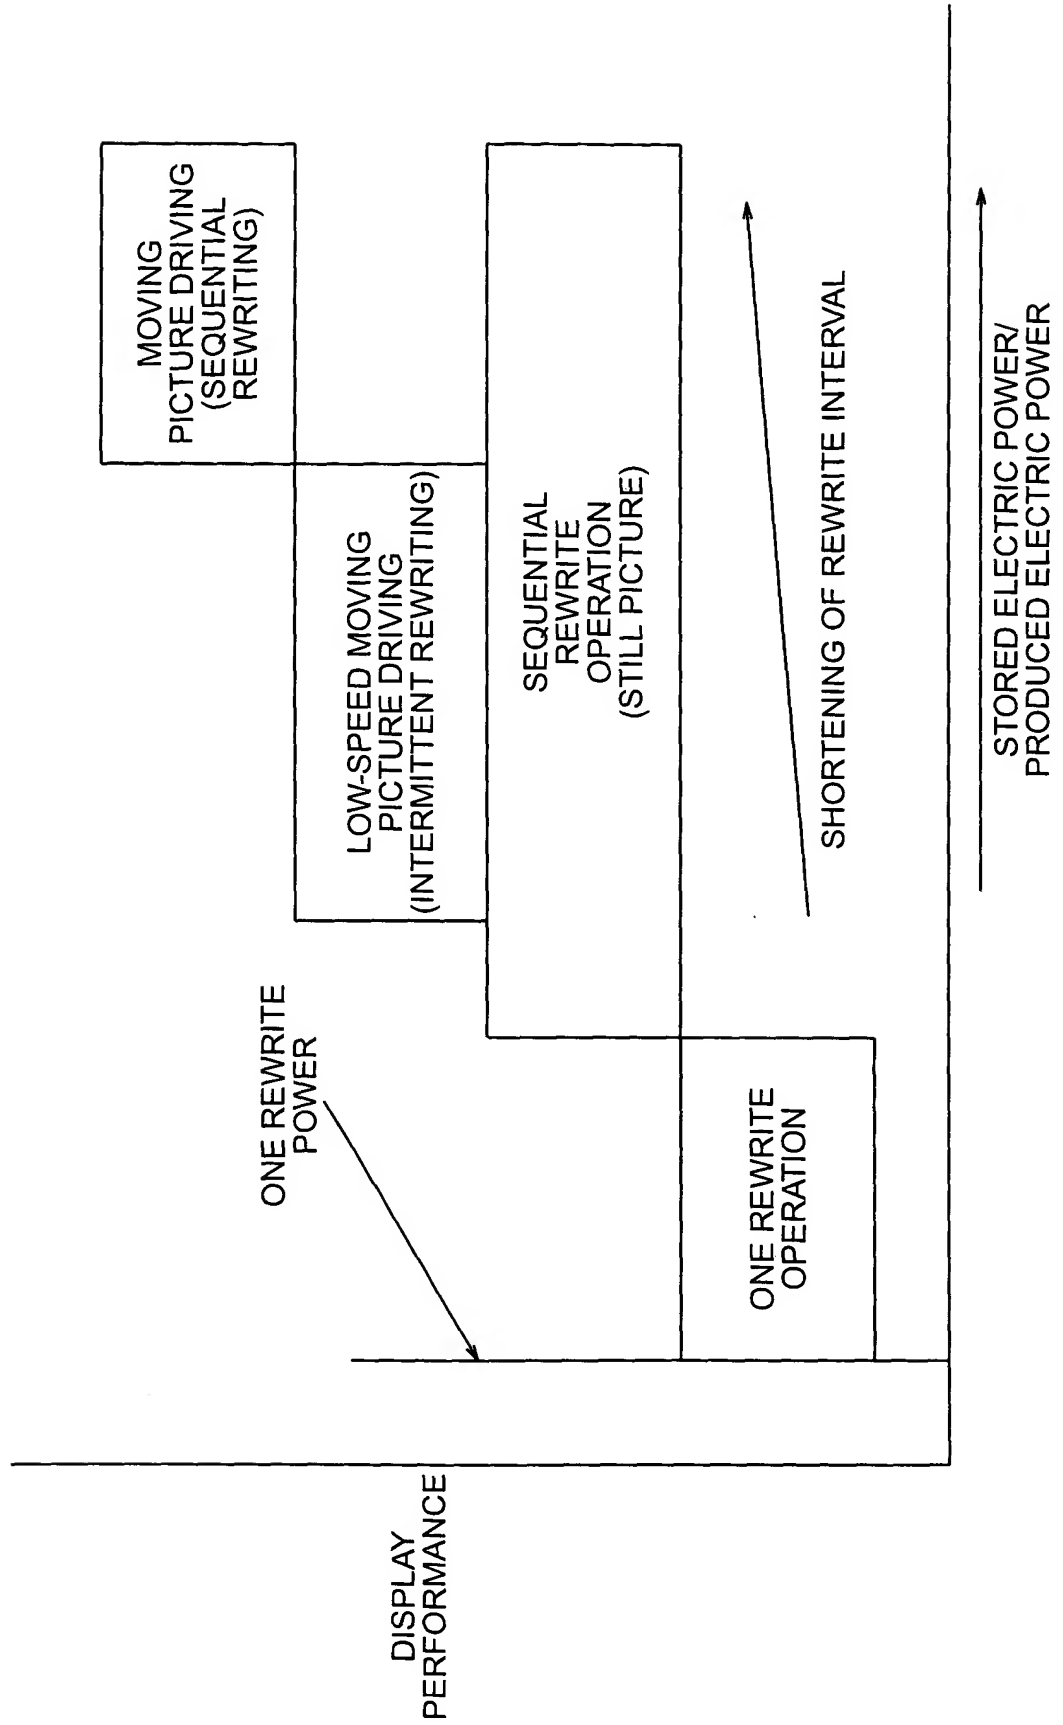 DISPLAY
PERFORMANCE
ONE REWRITE
POWER
MOVING
PICTURE DRIVING
(SEQUENTIAL
REWRITING)
LOW-SPEED MOVING
PICTURE DRIVING
(INTERMITTENT REWRITING)
SEQUENTIAL
REWRITE
OPERATION
(STILL PICTURE)
ONE REWRITE
OPERATION
SHORTENING OF REWRITE INTERVAL
STORED ELECTRIC POWER/
PRODUCED ELECTRIC POWER